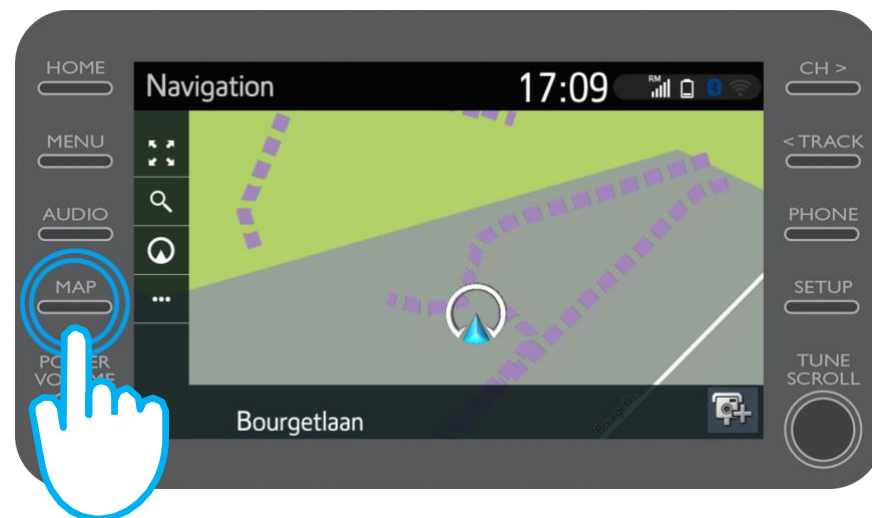 HOME
MENU
AUDIO
MAP
Navigation
17:09
RM
Bourgetlaan
CH >
< TRACK
PHONE
SETUP
TUNE
SCROLL